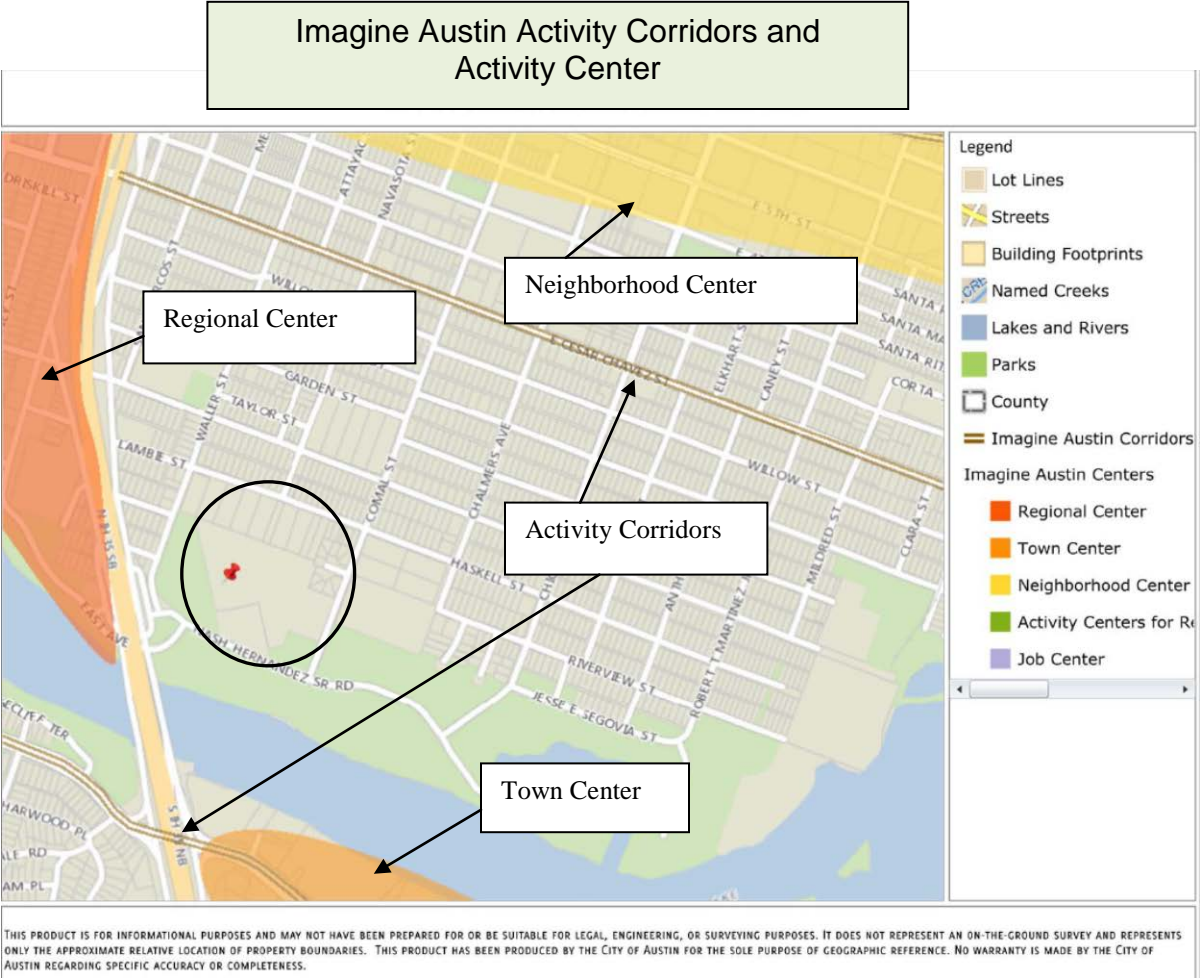 Imagine Austin Activity Corridors and
Activity Center
DRISKILL ST
NAVASOTA ST
E 5TH ST
Neighborhood Center
Regional Center
SANTA
SANTA
SANTA RIT
CORTA
E CESAR CHAVEZ ST
ELKHART S
CANEY ST
GARDEN ST
TAYLOR ST
WALLER ST
LAMBIE ST
COMAL ST
CHALMERS AVE
WILLOW ST
CLARA ST
MILDRED ST
Activity Corridors
N IH 35 SB
HASKELL ST
EAST AVE
NASH HERNANDEZ SR RD
RIVERVIEW ST
ROBERT T MARTINEZ
JESSE E SEGOVIA ST
Town Center
HARWOOD PL
Legend
Lot Lines
Streets
Building Footprints
CRE
Named Creeks
Lakes and Rivers
Parks
County
Imagine Austin Corridors
Imagine Austin Centers
Regional Center
Town Center
Neighborhood Center
Activity Centers for Re
Job Center
THIS PRODUCT IS FOR INFORMATIONAL PURPOSES AND MAY NOT HAVE BEEN PREPARED FOR OR BE SUITABLE FOR LEGAL, ENGINEERING, OR SURVEYING PURPOSES. IT DOES NOT REPRESENT AN ON-THE-GROUND SURVEY AND REPRESENTS
ONLY THE APPROXIMATE RELATIVE LOCATION OF PROPERTY BOUNDARIES. THIS PRODUCT HAS BEEN PRODUCED BY THE CITY OF AUSTIN FOR THE SOLE PURPOSE OF GEOGRAPHIC REFERENCE. NO WARRANTY IS MADE BY THE CITY OF
AUSTIN REGARDING SPECIFIC ACCURACY OR COMPLETENESS.